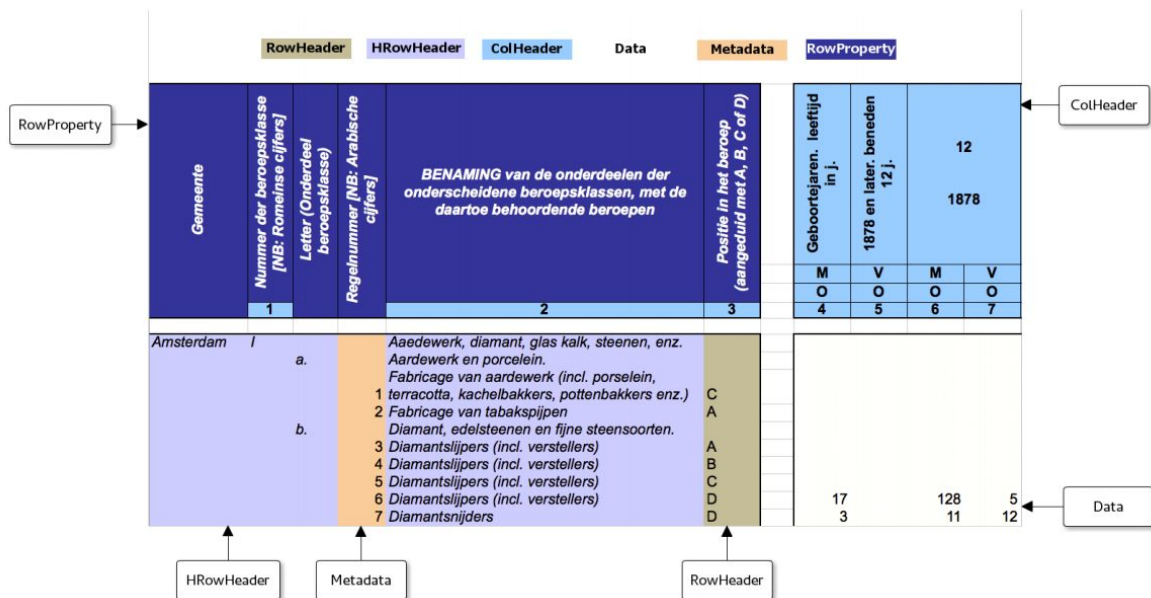 RowHeader HRowHeader ColHeader Data Metadata RowProperty
RowProperty
ColHeader
Gemeente
Nummer der beroepsklasse
[NB: Romeinse cijfers]
Letter (Onderdeel
beroepsklasse)
Regelnummer [NB: Arabische
cijfers]
BENAMING van de onderdeelen der
onderscheidene beroepsklassen, met de
daartoe behoordende beroepen
Positie in het beroep
(aangeduid met A, B, C of D)
Geboortejaren. leeftijd
in j.
1878 en later. beneden
12 j.
12
1878
M V M V
O O O O
1 2 3 4 5 6 7
Amsterdam I Aaedewerk, diamant, glas kalk, steenen, enz.
a. Aardewerk en porcelein.
Fabricage van aardewerk (incl. porselein,
1 terracotta, kachelbakkers, pottenbakkers enz.) C
2 Fabricage van tabakspijpen A
b. Diamant, edelsteenen en fijne steensoorten.
3 Diamantslijpers (incl. verstellers) A
4 Diamantslijpers (incl. verstellers) B
5 Diamantslijpers (incl. verstellers) C
6 Diamantslijpers (incl. verstellers) D 17 128 5
7 Diamantsnijders D 3 11 12
Data
HRowHeader Metadata RowHeader